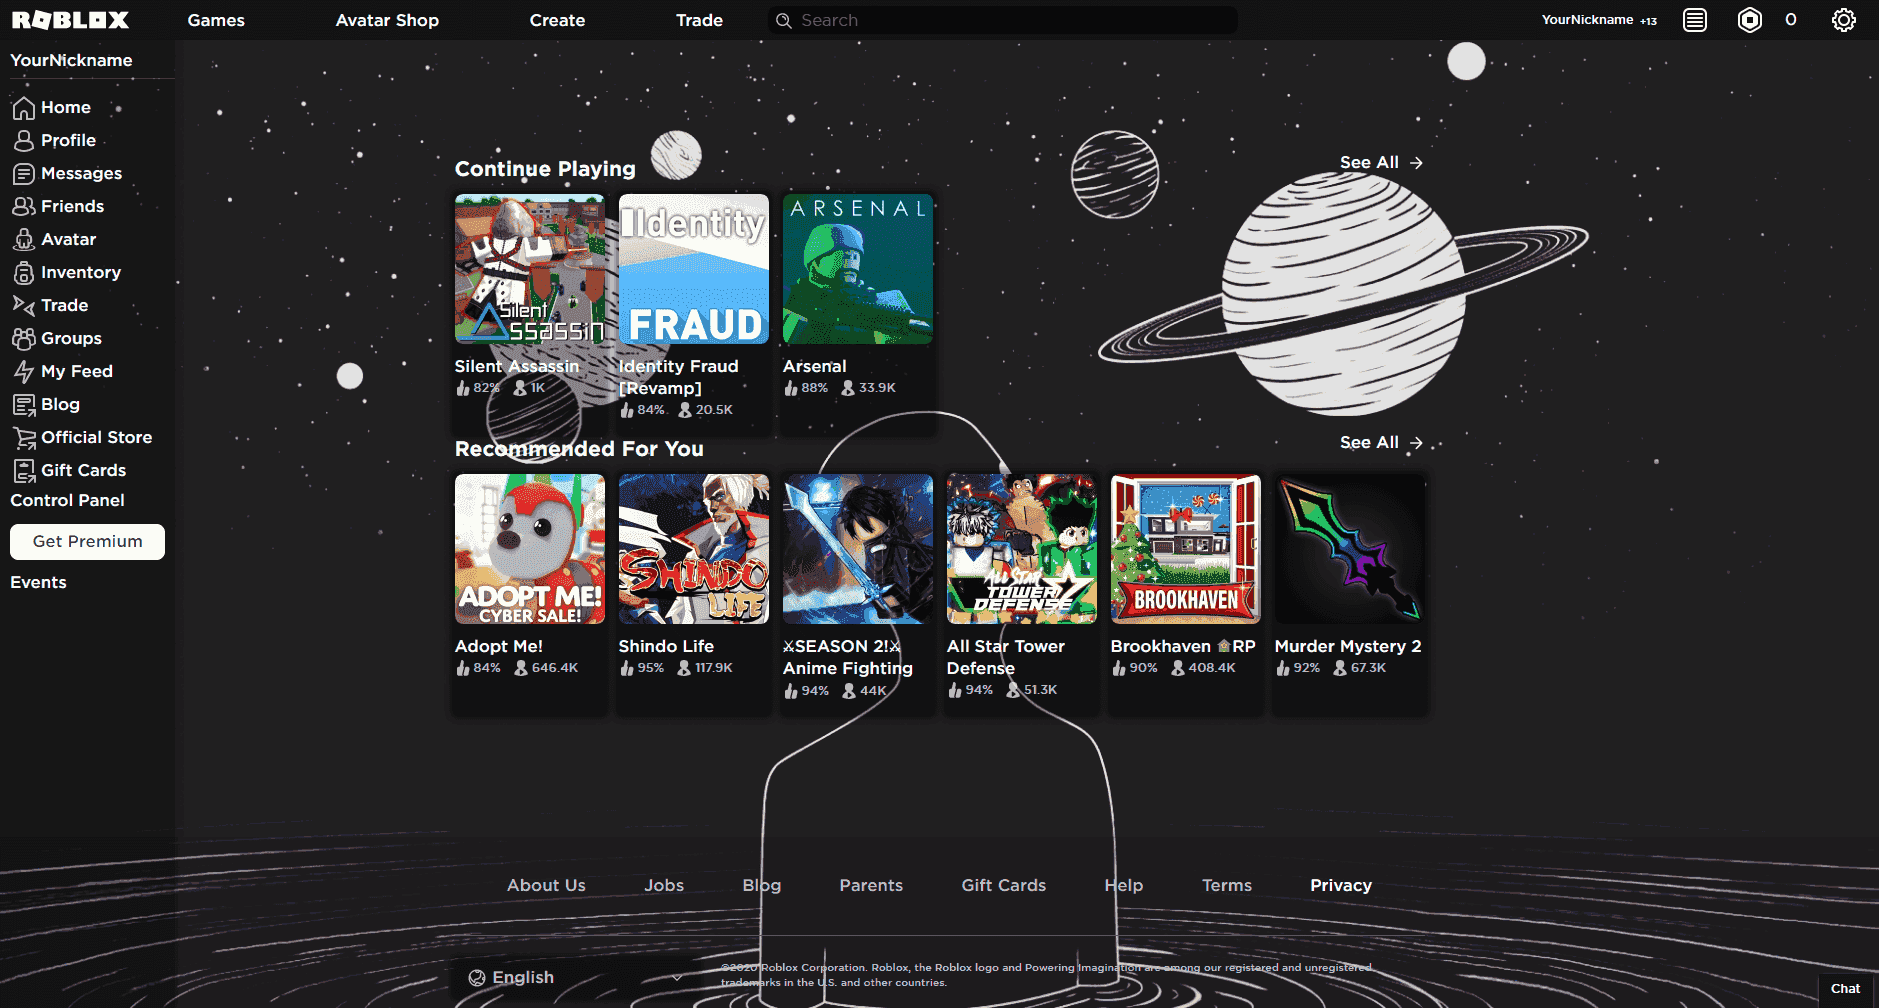 ROBLOX
Games
Avatar Shop
Create
Trade
Search
YourNickname +13
0
YourNickname
Home
Profile
Messages
Friends
Avatar
Inventory
Trade
Groups
My Feed
Blog
Official Store
Gift Cards
Control Panel
Get Premium
Events
Continue Playing
See All →
Silent
Assassin
IIdentity
FRAUD
ARSENAL
Silent Assassin
82% 1K
Identity Fraud
[Revamp]
84% 20.5K
Arsenal
88% 33.9K
Recommended For You
See All →
ADOPT ME!
CYBER SALE!
SHINDO
LIFE
ALL STAR
TOWER
DEFENSE
BROOKHAVEN
Adopt Me!
84% 646.4K
Shindo Life
95% 117.9K
⚔SEASON 2!⚔
Anime Fighting
94% 44K
All Star Tower
Defense
94% 51.3K
Brookhaven 🏠RP
90% 408.4K
Murder Mystery 2
92% 67.3K
About Us
Jobs
Blog
Parents
Gift Cards
Help
Terms
Privacy
English
©2020 Roblox Corporation. Roblox, the Roblox logo and Powering Imagination are among our registered and unregistered
trademarks in the U.S. and other countries.
Chat